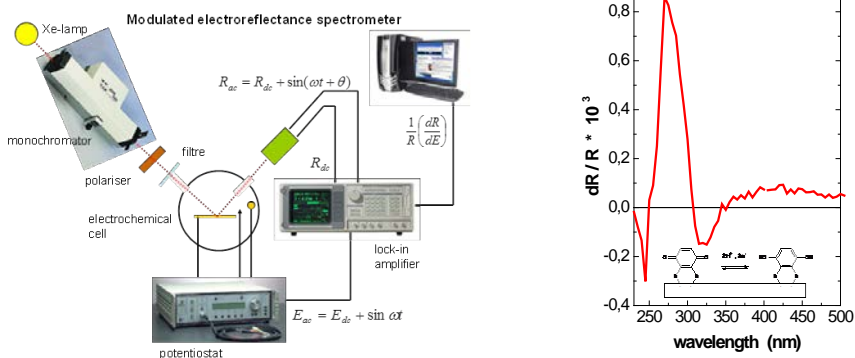 Modulated electroreflectance spectrometer
Xe-lamp
monochromator
polariser
filtre
electrochemical
cell
R_ac = R_dc + sin(ωt + θ)
R_dc
1/R (dR/dE)
lock-in
amplifier
E_ac = E_dc + sin ωt
potentiostat
dR / R * 10³
0,8
0,6
0,4
0,2
0,0
-0,2
-0,4
250
300
350
400
450
500
wavelength (nm)